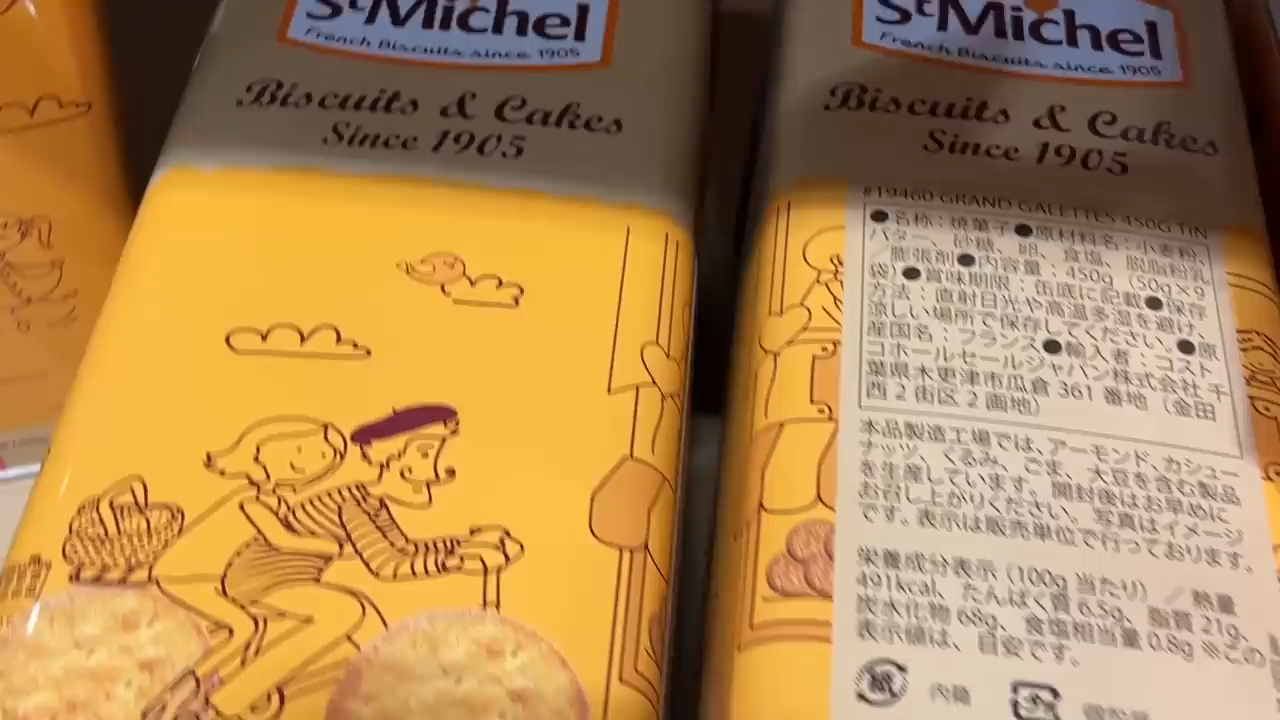 St Michel
French Biscuits since 1905
Biscuits & Cakes
Since 1905
St Michel
French Biscuits since 1905
Biscuits & Cakes
Since 1905
#19460 GRAND GALETTES 450G TIN
●名称：焼菓子●原材料名：小麦粉、
バター、砂糖、卵、食塩、脱脂粉乳
／膨張剤●内容量：450g（50g×9
袋）●賞味期限：缶底に記載●保存
方法：直射日光や高温多湿を避け、
涼しい場所で保存してください。●原
産国名：フランス●輸入者：コスト
コホールセールジャパン株式会社 千
葉県木更津市瓜倉 361 番地（金田
西 2 街区 2 画地）
本品製造工場では、アーモンド、カシュー
ナッツ、くるみ、ごま、大豆を含む製品
を生産しています。開封後はお早めに
お召し上がりください。写真はイメージ
です。表示は販売単位で行っております。
栄養成分表示（100g 当たり）／熱量
491kcal、たんぱく質 6.5g、脂質 21g、
炭水化物 68g、食塩相当量 0.8g ※この
表示値は、目安です。
紙 内箱